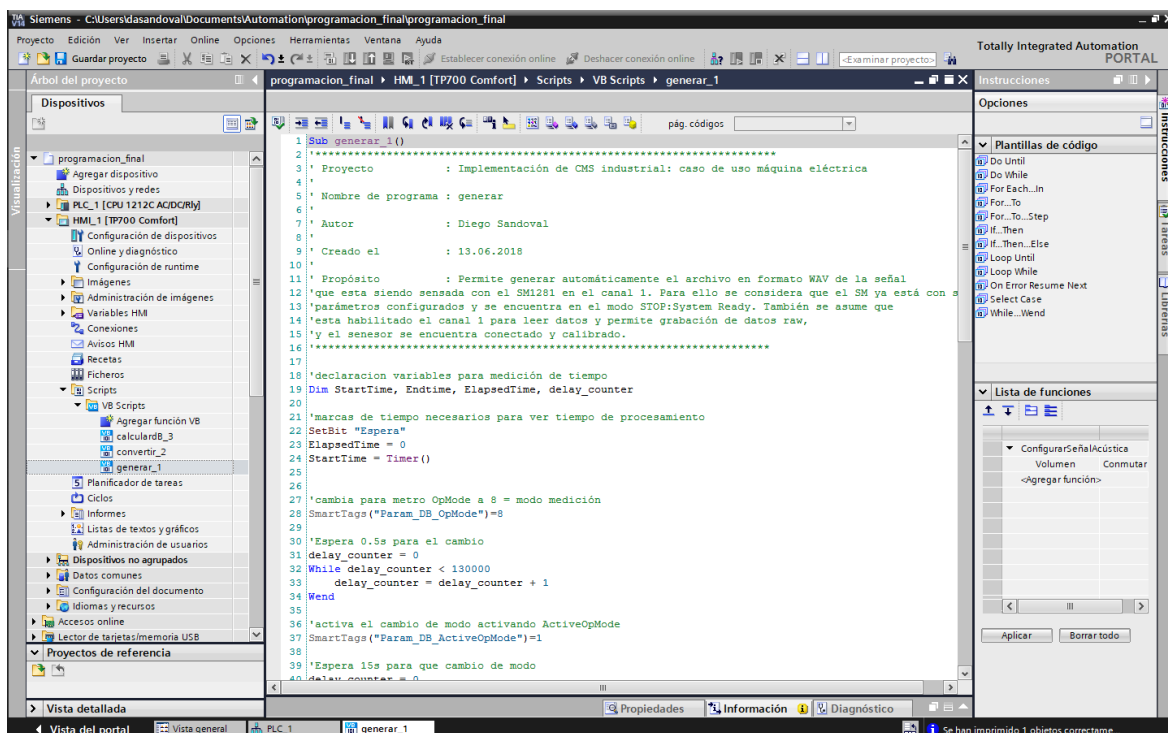 TIA V14 Siemens - C:\Users\dasandoval\Documents\Automation\programacion_final\programacion_final
Proyecto Edición Ver Insertar Online Opciones Herramientas Ventana Ayuda
Totally Integrated Automation
PORTAL
Guardar proyecto Establecer conexión online Deshacer conexión online <Examinar proyecto>
Árbol del proyecto
programacion_final HMI_1 [TP700 Comfort] Scripts VB Scripts generar_1
Instrucciones
Dispositivos
Visualización
programacion_final
Agregar dispositivo
Dispositivos y redes
PLC_1 [CPU 1212C AC/DC/Rly]
HMI_1 [TP700 Comfort]
Configuración de dispositivos
Online y diagnóstico
Configuración de runtime
Imágenes
Administración de imágenes
Variables HMI
Conexiones
Avisos HMI
Recetas
Ficheros
Scripts
VB Scripts
Agregar función VB
calculardB_3
convertir_2
generar_1
Planificador de tareas
Ciclos
Informes
Listas de textos y gráficos
Administración de usuarios
Dispositivos no agrupados
Datos comunes
Configuración del documento
Idiomas y recursos
Accesos online
Lector de tarjetas/memoria USB
Proyectos de referencia
Vista detallada
pág. códigos
1 Sub generar_1()
2 '************************************************************************
3 ' Proyecto : Implementación de CMS industrial: caso de uso máquina eléctrica
4 '
5 ' Nombre de programa : generar
6 '
7 ' Autor : Diego Sandoval
8 '
9 ' Creado el : 13.06.2018
10 '
11 ' Propósito : Permite generar automáticamente el archivo en formato WAV de la señal
12 'que esta siendo sensada con el SM1281 en el canal 1. Para ello se considera que el SM ya está con s
13 'parámetros configurados y se encuentra en el modo STOP:System Ready. También se asume que
14 'esta habilitado el canal 1 para leer datos y permite grabación de datos raw,
15 'y el senesor se encuentra conectado y calibrado.
16 '***********************************************************************
17
18 'declaracion variables para medición de tiempo
19 Dim StartTime, Endtime, ElapsedTime, delay_counter
20
21 'marcas de tiempo necesarios para ver tiempo de procesamiento
22 SetBit "Espera"
23 ElapsedTime = 0
24 StartTime = Timer()
25
26
27 'cambia para metro OpMode a 8 = modo medición
28 SmartTags("Param_DB_OpMode")=8
29
30 'Espera 0.5s para el cambio
31 delay_counter = 0
32 While delay_counter < 130000
33 delay_counter = delay_counter + 1
34 Wend
35
36 'activa el cambio de modo activando ActiveOpMode
37 SmartTags("Param_DB_ActiveOpMode")=1
38
39 'Espera 15s para que cambio de modo
40 delay_counter = 0
Opciones
Plantillas de código
Do Until
Do While
For Each...In
For...To
For...To...Step
If...Then
If...Then...Else
Loop Until
Loop While
On Error Resume Next
Select Case
While...Wend
Lista de funciones
ConfigurarSeñalAcústica
Volumen Conmutar
<Agregar función>
Aplicar Borrar todo
Instrucciones
Tareas
Librerías
Propiedades Información Diagnóstico
Vista del portal Vista general PLC_1 generar_1 Se han imprimido 1 objetos correctame...